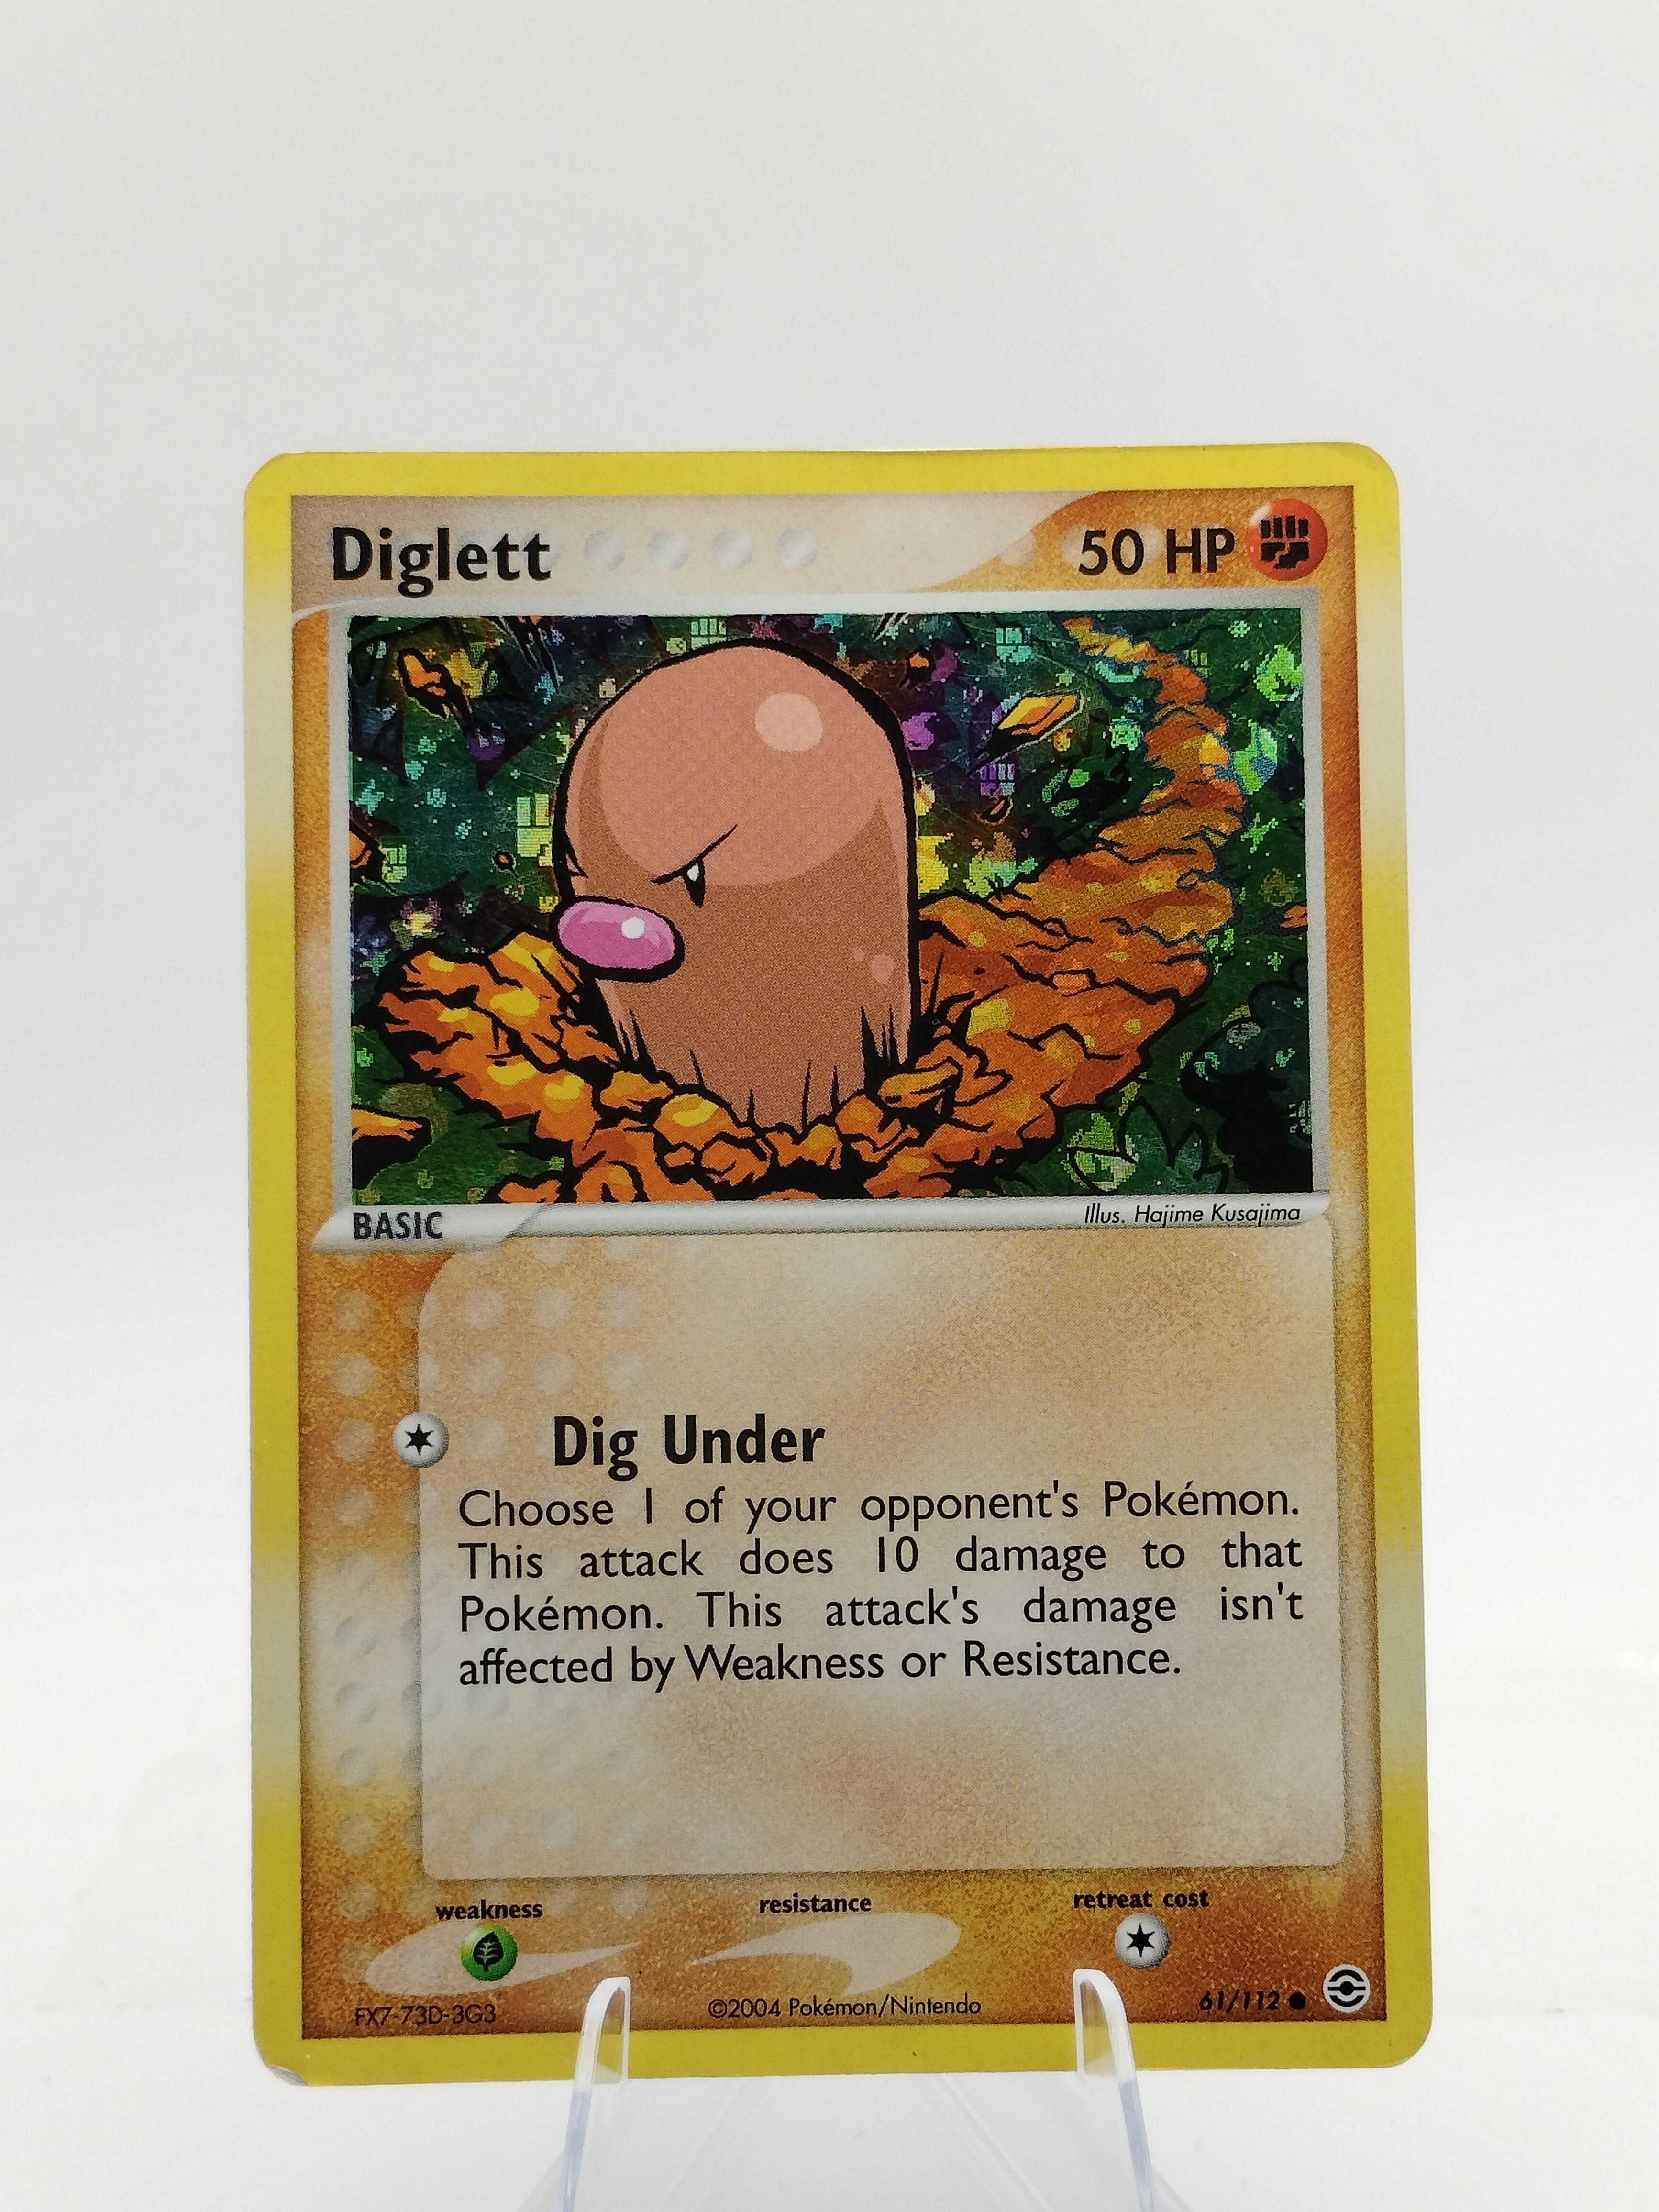 Diglett 50 HP
BASIC Illus. Hajime Kusajima
Dig Under
Choose 1 of your opponent's Pokémon.
This attack does 10 damage to that
Pokémon. This attack's damage isn't
affected by Weakness or Resistance.
weakness resistance retreat cost
FX7-73D-3G3 ©2004 Pokémon/Nintendo 61/112